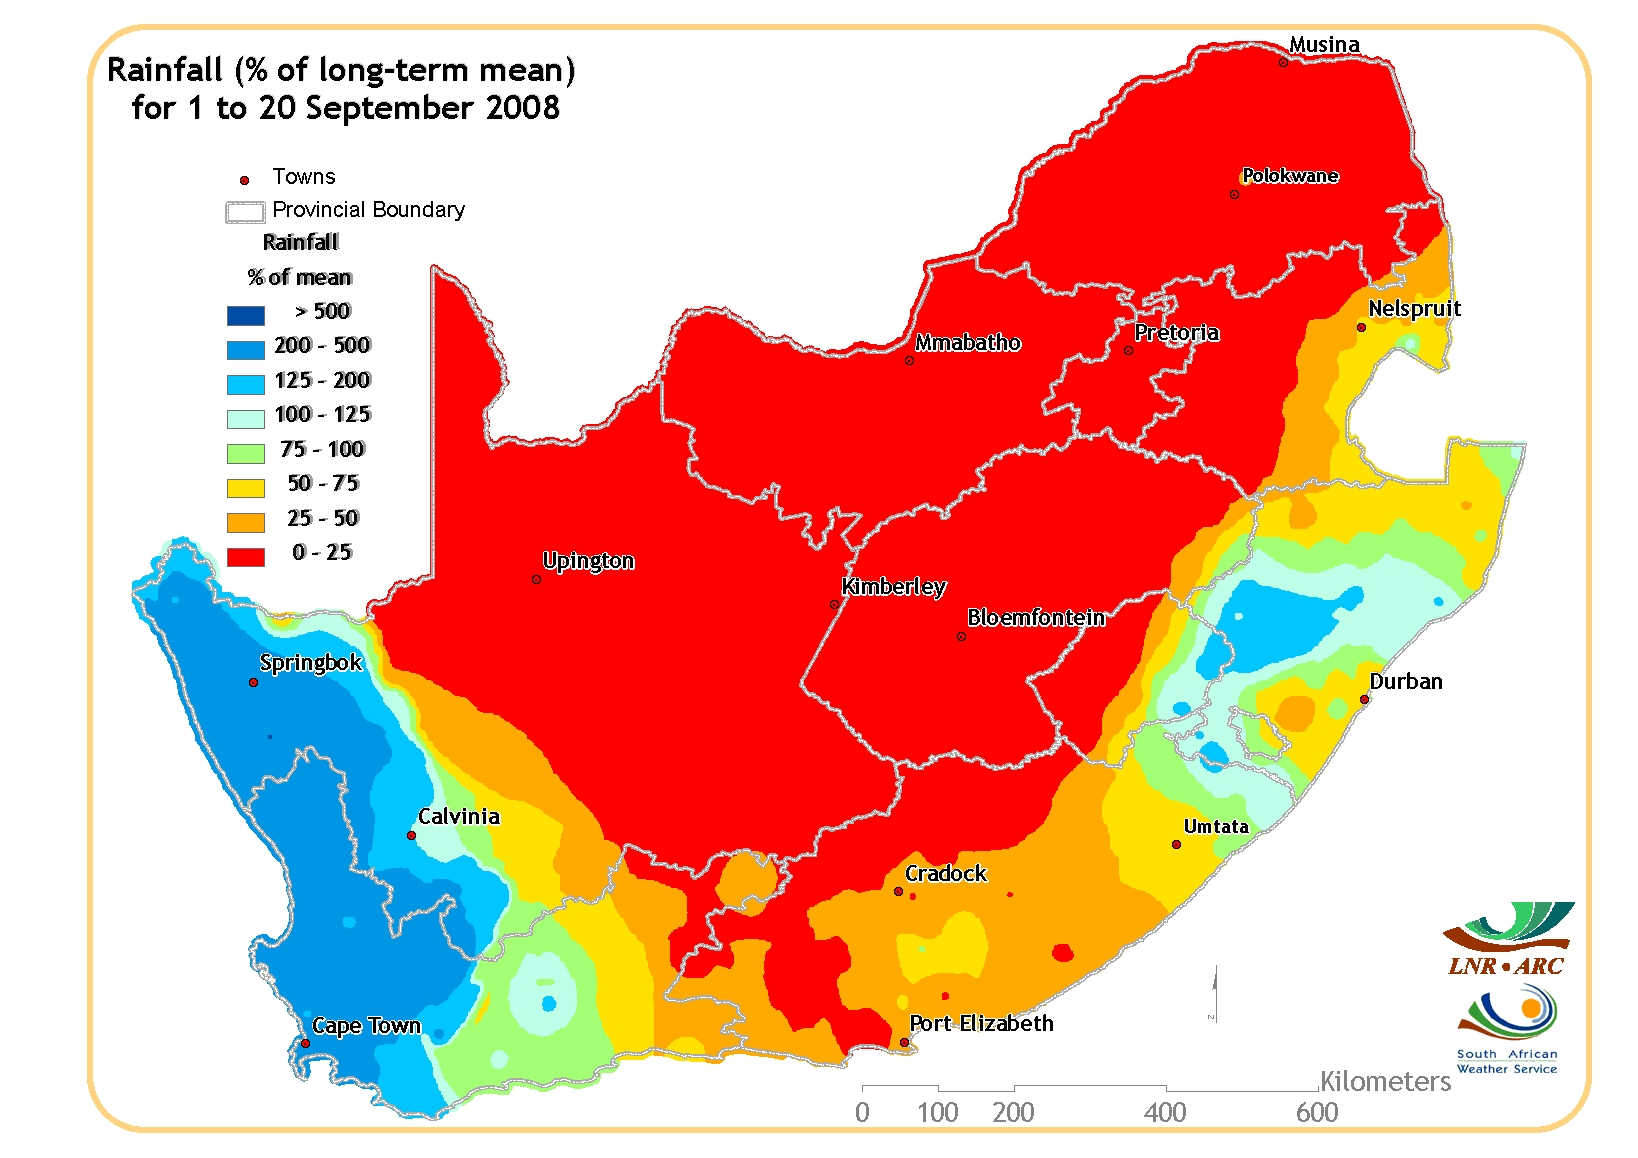 Rainfall (% of long-term mean)
for 1 to 20 September 2008
Towns
Provincial Boundary
Rainfall
% of mean
> 500
200 - 500
125 - 200
100 - 125
75 - 100
50 - 75
25 - 50
0 - 25
Musina
Polokwane
Nelspruit
Mmabatho
Pretoria
Upington
Kimberley
Bloemfontein
Springbok
Durban
Calvinia
Umtata
Cradock
Cape Town
Port Elizabeth
LNR•ARC
N
South African
Weather Service
Kilometers
0 100 200 400 600